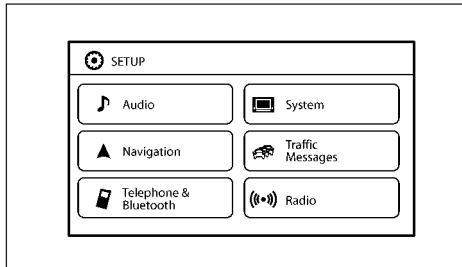 SETUP
Audio
System
Navigation
Traffic
Messages
Telephone &
Bluetooth
Radio